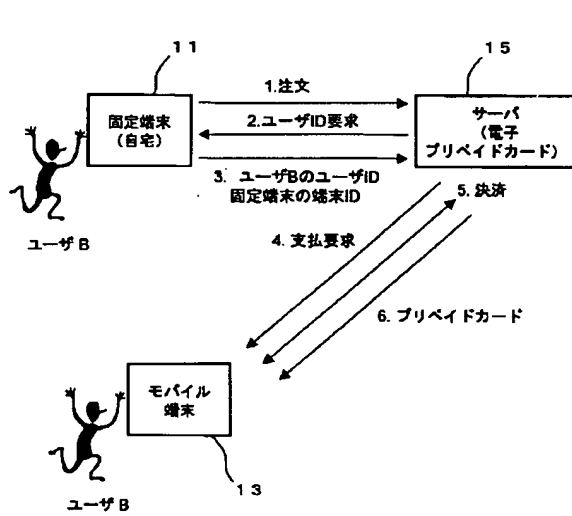 11
15
固定端末
(自宅)
1.注文
2.ユーザID要求
3. ユーザBのユーザID
固定端末の端末ID
サーバ
(電子
プリペイドカード)
ユーザB
5. 決済
4. 支払要求
6. プリペイドカード
モバイル
端末
13
ユーザB